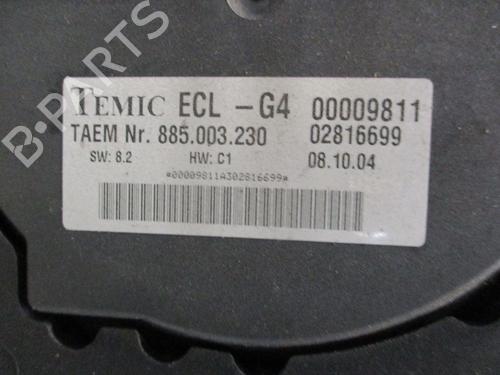 B-PARTS
TEMIC ECL -G4 00009811
TAEM Nr. 885.003.230 02816699
SW: 8.2 HW: C1 08.10.04
*00009811A302816699*